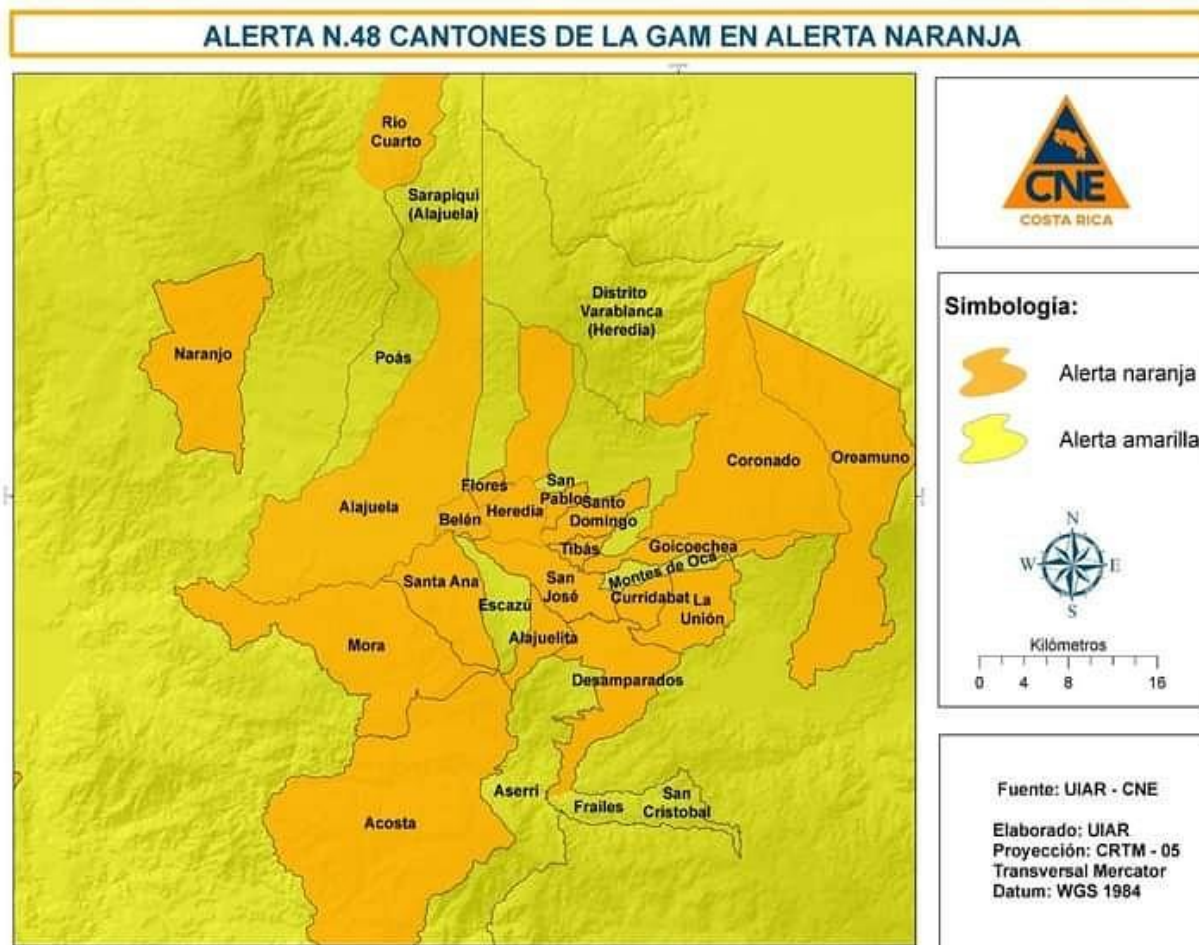 ALERTA N.48 CANTONES DE LA GAM EN ALERTA NARANJA
Rio
Cuarto
Sarapiqui
(Alajuela)
Distrito
Varablanca
(Heredia)
Naranjo
Poás
Coronado
Oreamuno
Alajuela
Flores
Belén
Heredia
San
Pablo
Santo
Domingo
Tibás
Goicoechea
Montes de Oca
Santa Ana
San
José
Curridabat
La
Unión
Escazú
Alajuelita
Mora
Desamparados
Aserrí
Frailes
San
Cristobal
Acosta
CNE
COSTA RICA
Simbología:
Alerta naranja
Alerta amarilla
N
W
E
S
Kilómetros
0 4 8 16
Fuente: UIAR - CNE
Elaborado: UIAR
Proyección: CRTM - 05
Transversal Mercator
Datum: WGS 1984